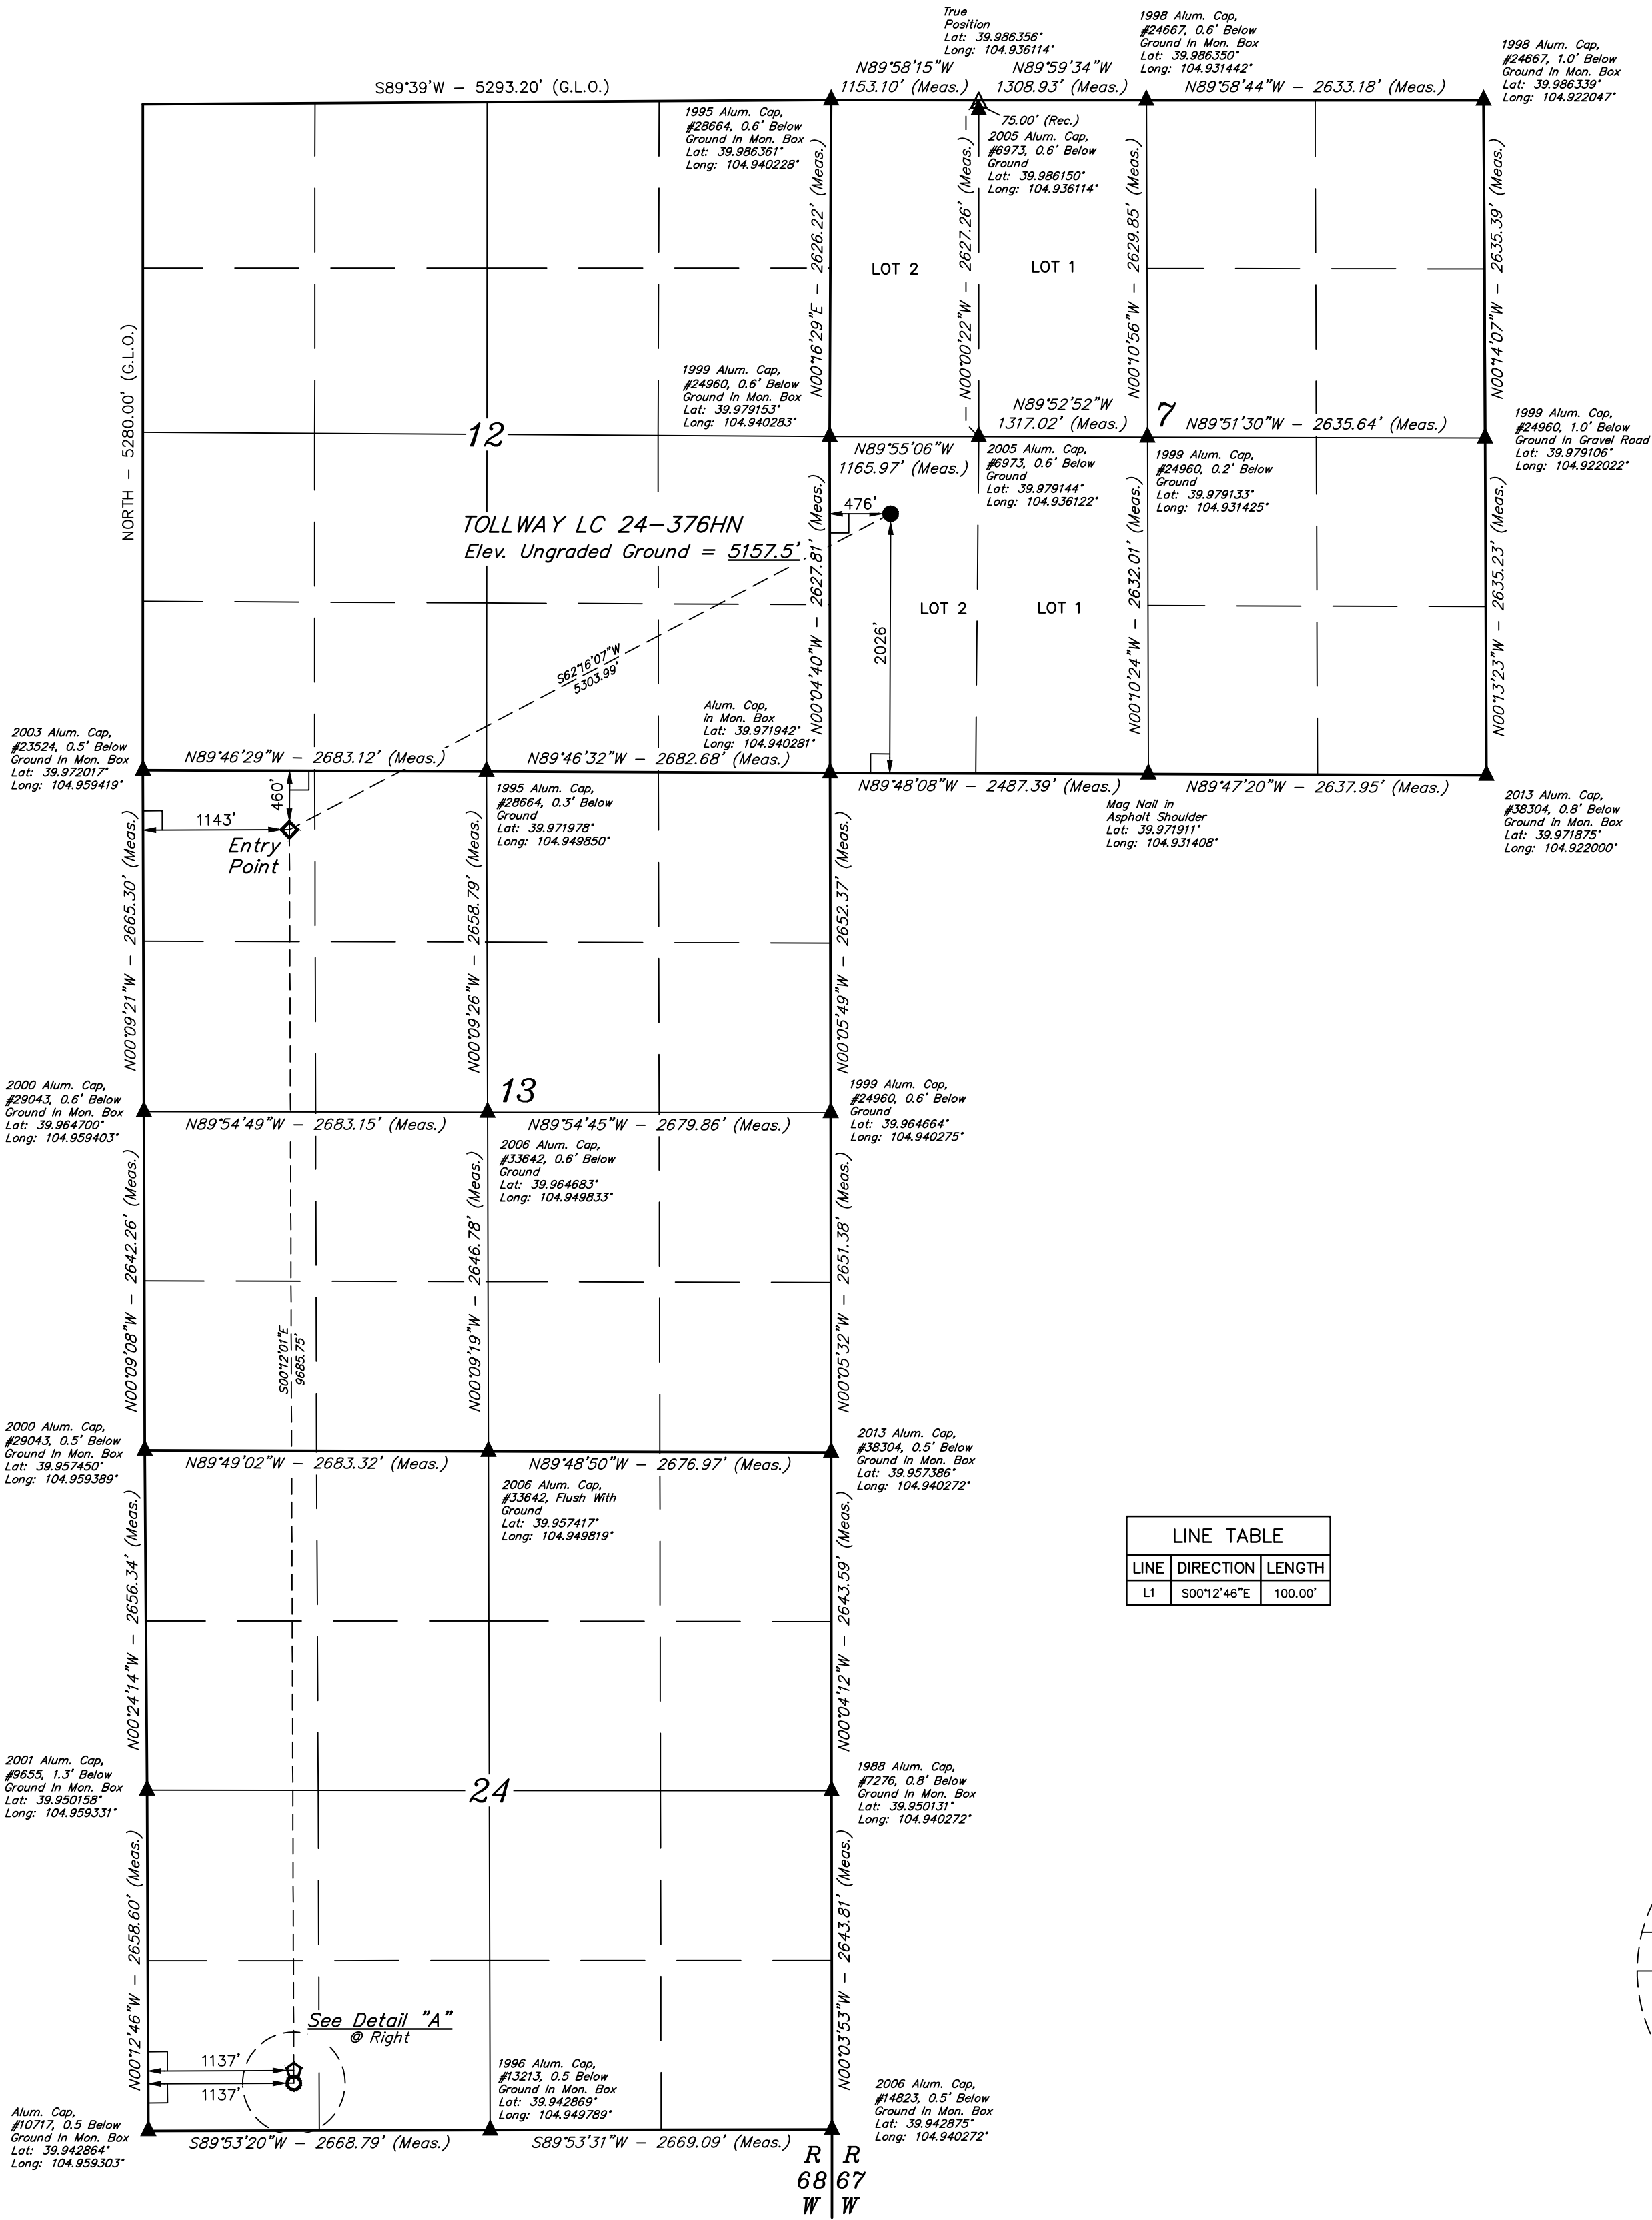 True
Position
Lat: 39.986356°
Long: 104.936114°
1998 Alum. Cap,
#24667, 0.6' Below
Ground In Mon. Box
Lat: 39.986350°
Long: 104.931442°
1998 Alum. Cap,
#24667, 1.0' Below
Ground In Mon. Box
Lat: 39.986339°
Long: 104.922047°
S89°39'W - 5293.20' (G.L.O.)
N89°58'15"W
1153.10' (Meas.)
N89°59'34"W
1308.93' (Meas.)
N89°58'44"W - 2633.18' (Meas.)
1995 Alum. Cap,
#28664, 0.6' Below
Ground In Mon. Box
Lat: 39.986361°
Long: 104.940228°
75.00' (Rec.)
2005 Alum. Cap,
#6973, 0.6' Below
Ground
Lat: 39.986150°
Long: 104.936114°
NORTH - 5280.00' (G.L.O.)
N00°16'29"E - 2626.22' (Meas.)
N00°00'22"W - 2627.26' (Meas.)
N00°10'56"W - 2629.85' (Meas.)
N00°14'07"W - 2635.39' (Meas.)
LOT 2
LOT 1
1999 Alum. Cap,
#24960, 0.6' Below
Ground In Mon. Box
Lat: 39.979153°
Long: 104.940283°
12
7
N89°52'52"W
1317.02' (Meas.)
N89°51'30"W - 2635.64' (Meas.)
1999 Alum. Cap,
#24960, 1.0' Below
Ground In Gravel Road
Lat: 39.979106°
Long: 104.922022°
N89°55'06"W
1165.97' (Meas.)
2005 Alum. Cap,
#6973, 0.6' Below
Ground
Lat: 39.979144°
Long: 104.936122°
1999 Alum. Cap,
#24960, 0.2' Below
Ground
Lat: 39.979133°
Long: 104.931425°
476'
TOLLWAY LC 24-376HN
Elev. Ungraded Ground = 5157.5'
N00°04'40"W - 2627.81' (Meas.)
2026'
LOT 2
LOT 1
N00°10'24"W - 2632.01' (Meas.)
N00°13'23"W - 2635.23' (Meas.)
S62°16'07"W
5303.99'
Alum. Cap,
in Mon. Box
Lat: 39.971942°
Long: 104.940281°
2003 Alum. Cap,
#23524, 0.5' Below
Ground In Mon. Box
Lat: 39.972017°
Long: 104.959419°
N89°46'29"W - 2683.12' (Meas.)
N89°46'32"W - 2682.68' (Meas.)
N89°48'08"W - 2487.39' (Meas.)
N89°47'20"W - 2637.95' (Meas.)
460'
1143'
Entry
Point
1995 Alum. Cap,
#28664, 0.3' Below
Ground
Lat: 39.971978°
Long: 104.949850°
Mag Nail in
Asphalt Shoulder
Lat: 39.971911°
Long: 104.931408°
2013 Alum. Cap,
#38304, 0.8' Below
Ground in Mon. Box
Lat: 39.971875°
Long: 104.922000°
N00°09'21"W - 2665.30' (Meas.)
N00°09'26"W - 2658.79' (Meas.)
N00°05'49"W - 2652.37' (Meas.)
13
2000 Alum. Cap,
#29043, 0.6' Below
Ground In Mon. Box
Lat: 39.964700°
Long: 104.959403°
N89°54'49"W - 2683.15' (Meas.)
N89°54'45"W - 2679.86' (Meas.)
1999 Alum. Cap,
#24960, 0.6' Below
Ground
Lat: 39.964664°
Long: 104.940275°
2006 Alum. Cap,
#33642, 0.6' Below
Ground
Lat: 39.964683°
Long: 104.949833°
N00°09'08"W - 2642.26' (Meas.)
S00°12'01"E
9685.75'
N00°09'19"W - 2646.78' (Meas.)
N00°05'32"W - 2651.38' (Meas.)
2000 Alum. Cap,
#29043, 0.5' Below
Ground In Mon. Box
Lat: 39.957450°
Long: 104.959389°
N89°49'02"W - 2683.32' (Meas.)
N89°48'50"W - 2676.97' (Meas.)
2013 Alum. Cap,
#38304, 0.5' Below
Ground In Mon. Box
Lat: 39.957386°
Long: 104.940272°
2006 Alum. Cap,
#33642, Flush With
Ground
Lat: 39.957417°
Long: 104.949819°
LINE TABLE
LINE DIRECTION LENGTH
L1 S00°12'46"E 100.00'
N00°24'14"W - 2656.34' (Meas.)
N00°04'12"W - 2643.59' (Meas.)
2001 Alum. Cap,
#9655, 1.3' Below
Ground In Mon. Box
Lat: 39.950158°
Long: 104.959331°
24
1988 Alum. Cap,
#7276, 0.8' Below
Ground In Mon. Box
Lat: 39.950131°
Long: 104.940272°
N00°12'46"W - 2658.60' (Meas.)
N00°03'53"W - 2643.81' (Meas.)
See Detail "A"
@ Right
1137'
1137'
1996 Alum. Cap,
#13213, 0.5 Below
Ground In Mon. Box
Lat: 39.942869°
Long: 104.949789°
2006 Alum. Cap,
#14823, 0.5' Below
Ground In Mon. Box
Lat: 39.942875°
Long: 104.940272°
Alum. Cap,
#10717, 0.5 Below
Ground In Mon. Box
Lat: 39.942864°
Long: 104.959303°
S89°53'20"W - 2668.79' (Meas.)
S89°53'31"W - 2669.09' (Meas.)
R R
68 67
W W